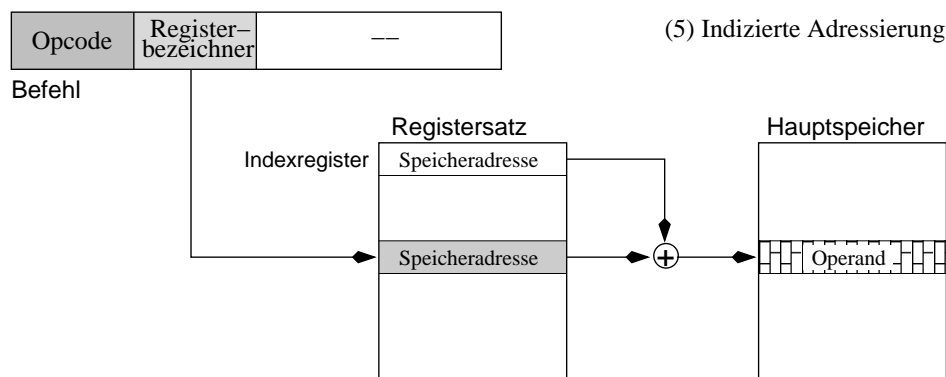 (5) Indizierte Adressierung
Opcode
Register–
bezeichner
––
Befehl
Registersatz
Hauptspeicher
Indexregister
Speicheradresse
Speicheradresse
+
Operand